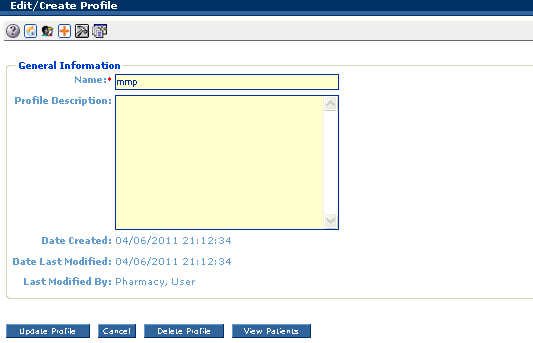 Edit/Create Profile
General Information
Name:* mmp
Profile Description:
Date Created: 04/06/2011 21:12:34
Date Last Modified: 04/06/2011 21:12:34
Last Modified By: Pharmacy, User
Update Profile Cancel Delete Profile View Patients